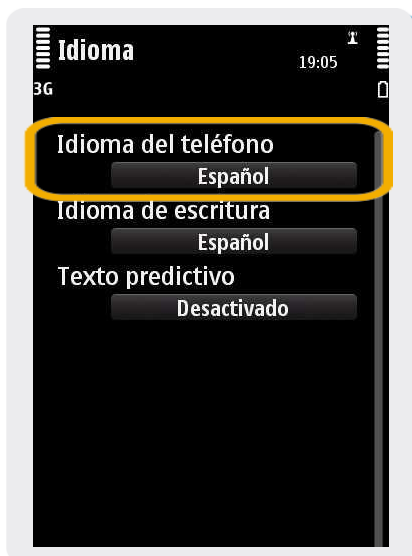 Idioma
19:05
3G
Idioma del teléfono
Español
Idioma de escritura
Español
Texto predictivo
Desactivado